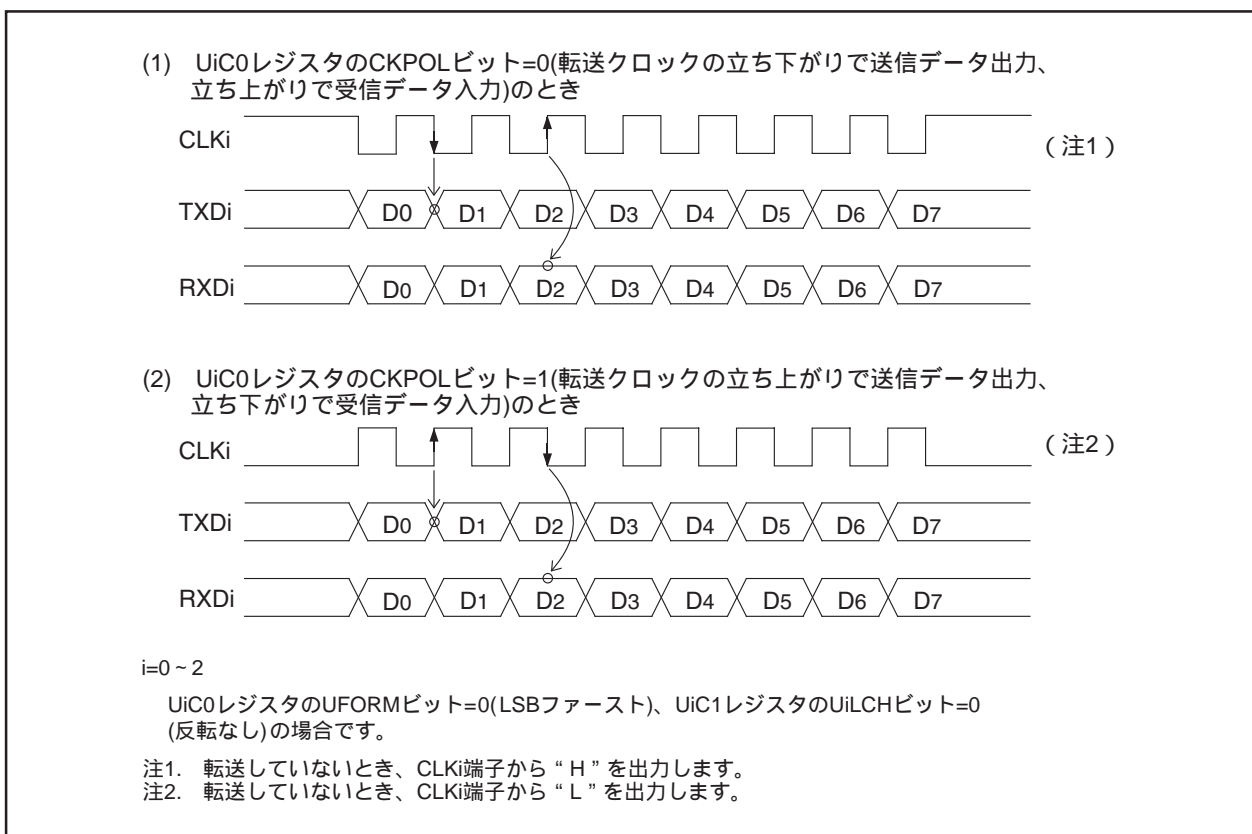 (1) UiC0レジスタのCKPOLビット=0(転送クロックの立ち下がりで送信データ出力、
立ち上がりで受信データ入力)のとき
CLKi (注1)
TXDi D0 D1 D2 D3 D4 D5 D6 D7
RXDi D0 D1 D2 D3 D4 D5 D6 D7
(2) UiC0レジスタのCKPOLビット=1(転送クロックの立ち上がりで送信データ出力、
立ち下がりで受信データ入力)のとき
CLKi (注2)
TXDi D0 D1 D2 D3 D4 D5 D6 D7
RXDi D0 D1 D2 D3 D4 D5 D6 D7
i=0 ~ 2
UiC0レジスタのUFORMビット=0(LSBファースト)、UiC1レジスタのUiLCHビット=0
(反転なし)の場合です。
注1. 転送していないとき、CLKi端子から“H”を出力します。
注2. 転送していないとき、CLKi端子から“L”を出力します。